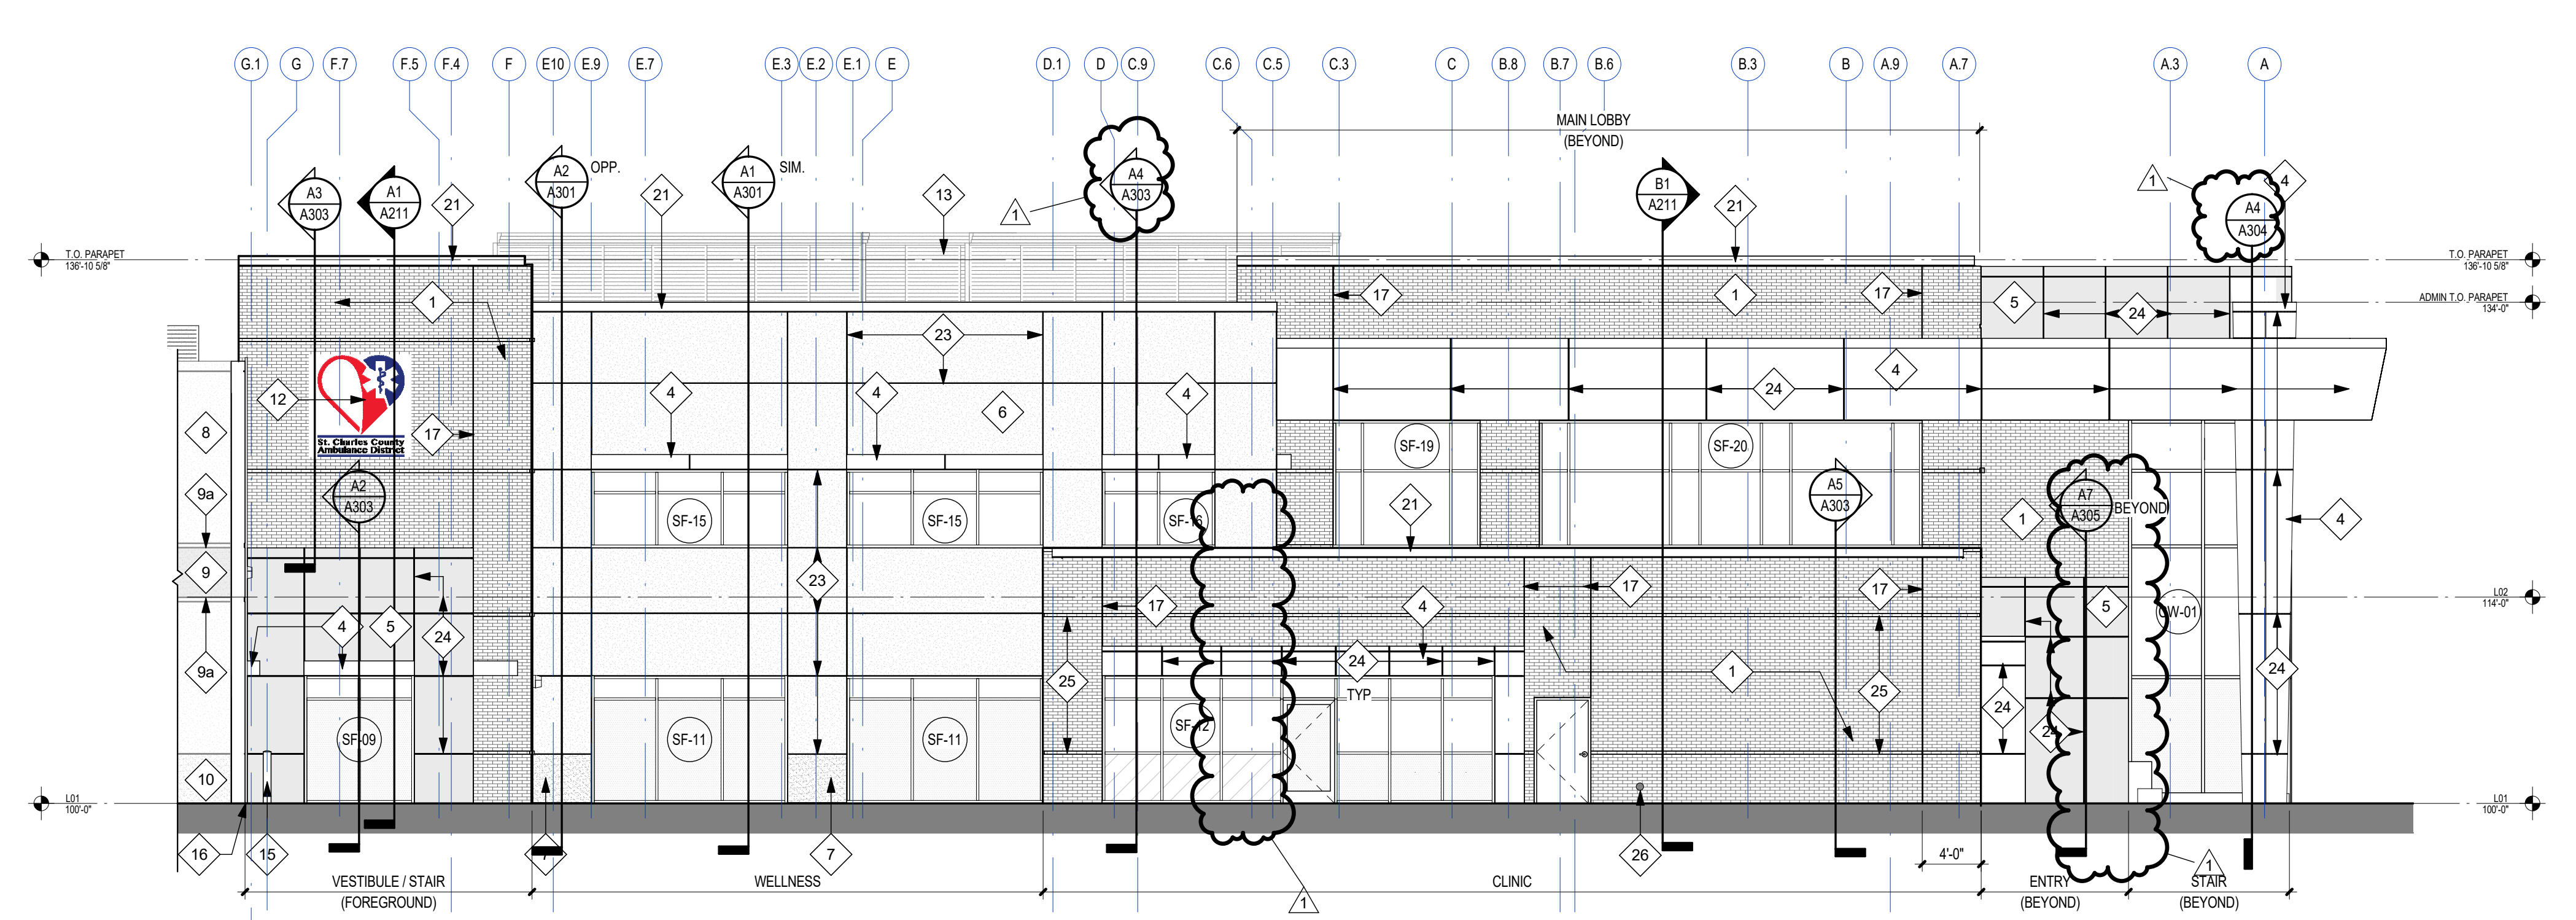 G.1 G F.7 F.5 F.4 F E10 E.9 E.7 E.3 E.2 E.1 E D.1 D C.9 C.6 C.5 C.3 C B.8 B.7 B.6 B.3 B A.9 A.7 A.3 A
MAIN LOBBY
(BEYOND)
A3
A303
A1
A211
21
A2
A301
OPP.
A1
A301
SIM.
21
13
1
A4
A303
B1
A211
21
1
4
A4
A304
T.O. PARAPET
136'-10 5/8"
T.O. PARAPET
136'-10 5/8"
ADMIN T.O. PARAPET
134'-0"
1
17
1
17
5
24
23
12
4
4
4
6
24
4
St. Charles County
Ambulance District
8
17
SF-19
SF-20
9a
A2
A303
SF-15
SF-15
SF-16
21
A5
A303
1
A7
A305
BEYOND
4
9
23
17
17
17
L02
114'-0"
4
5
24
4
5
CW-01
9a
25
24
TYP
1
25
24
24
24
SF-09
SF-11
SF-11
SF-12
10
L01
100'-0"
L01
100'-0"
16
15
7
26
4'-0"
1
VESTIBULE / STAIR
(FOREGROUND)
WELLNESS
CLINIC
ENTRY
(BEYOND)
STAIR
(BEYOND)
1